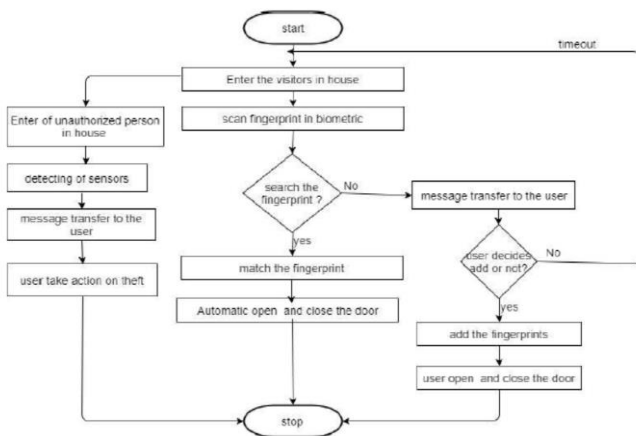 start
timeout
Enter the visitors in house
Enter of unauthorized person
in house
scan fingerprint in biometric
detecting of sensors
search the
fingerprint ?
No
message transfer to the user
message transfer to the
user
yes
user decides
add or not?
No
user take action on theft
match the fingerprint
Automatic open and close the door
yes
add the fingerprints
user open and close the door
stop